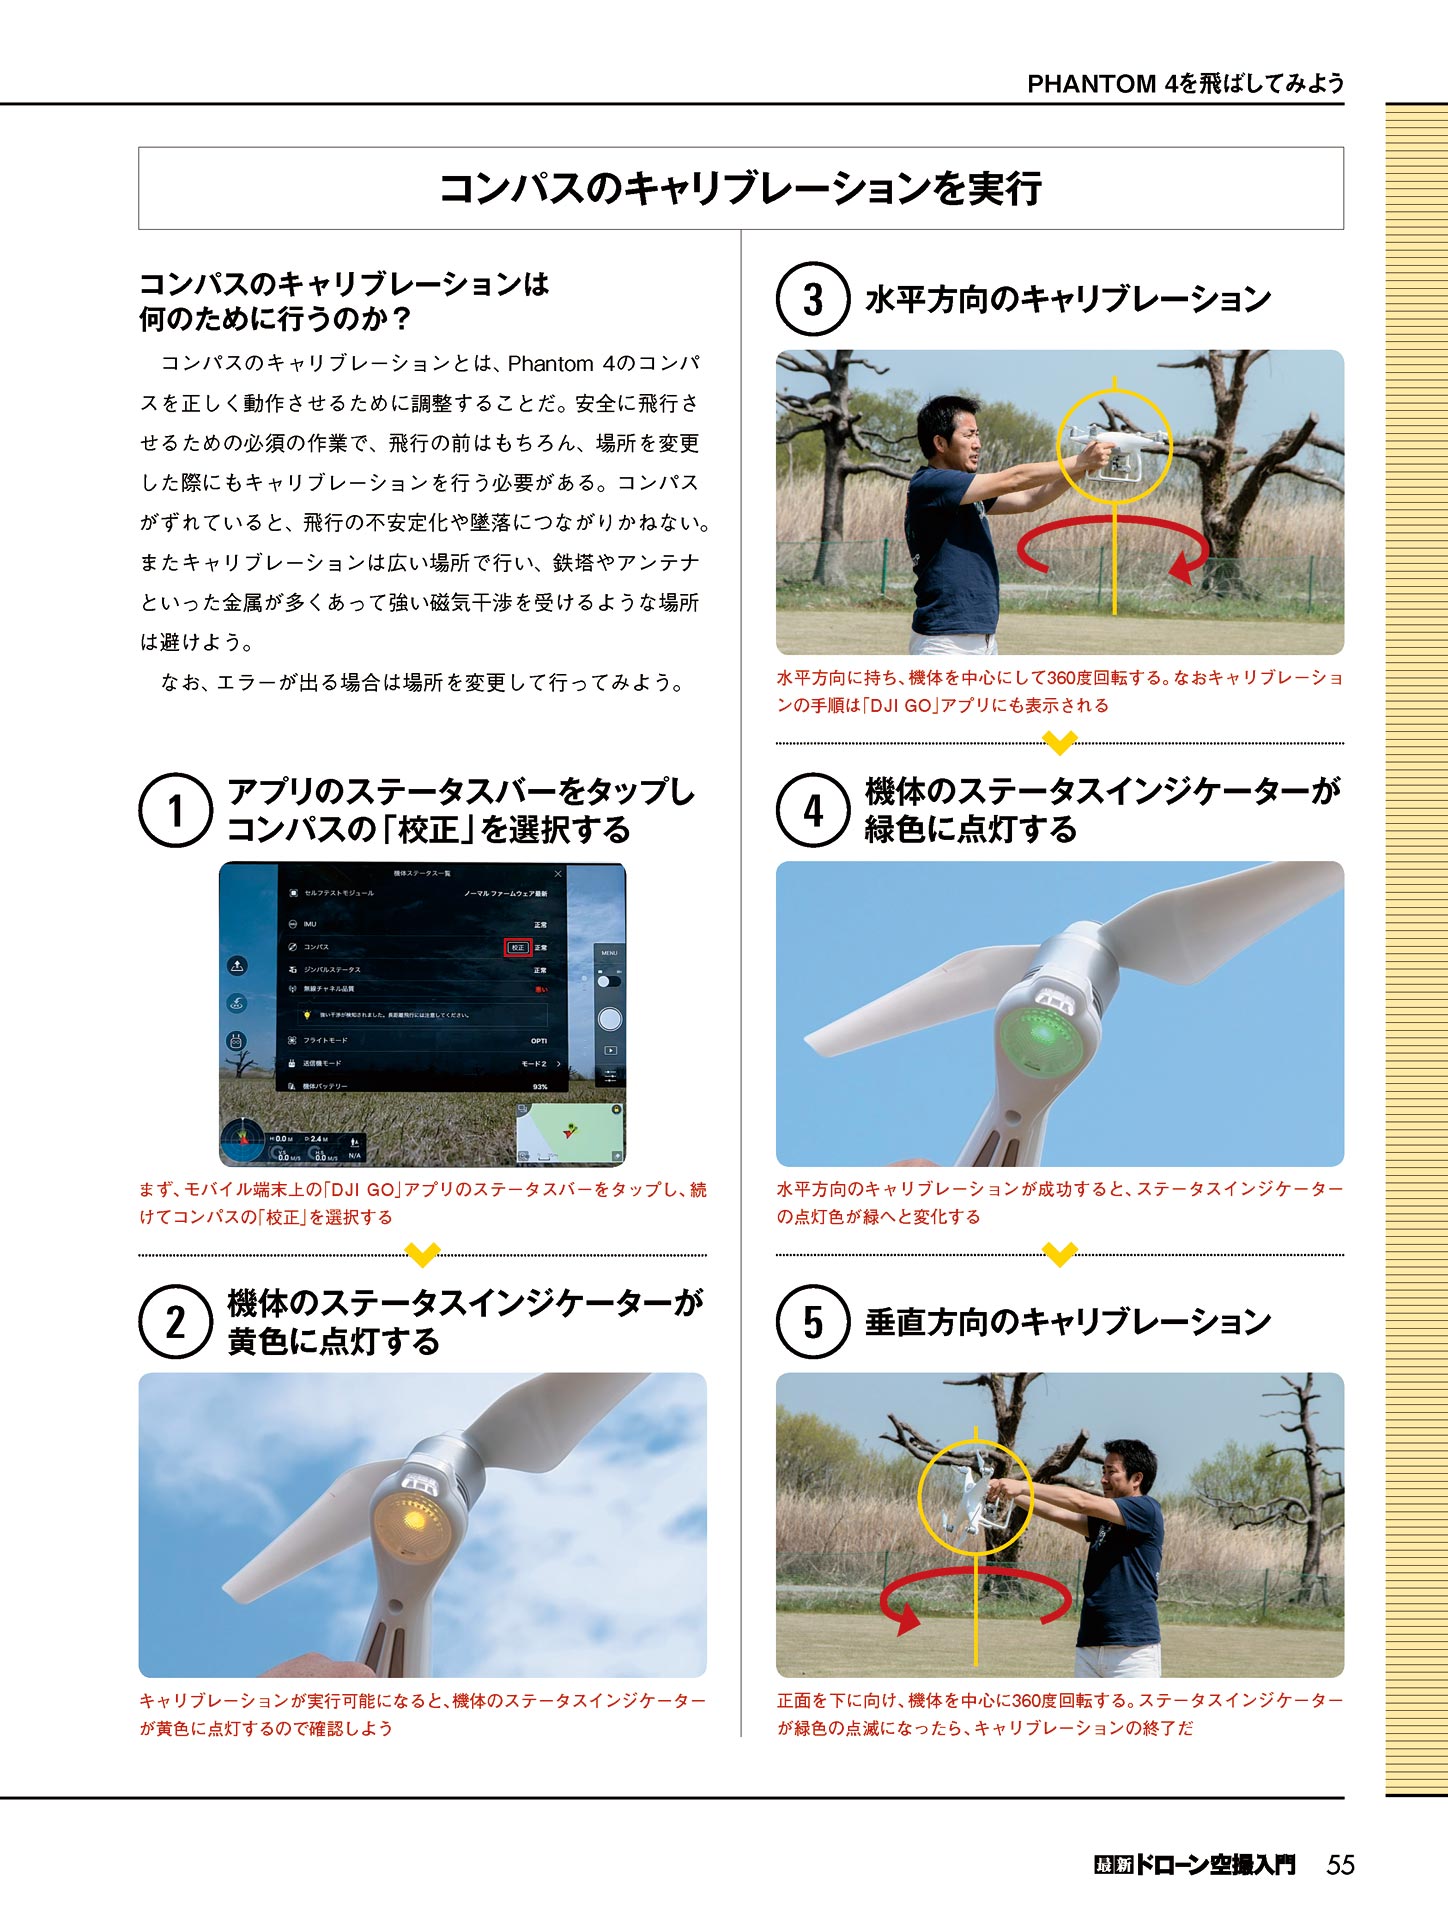 PHANTOM 4を飛ばしてみよう
コンパスのキャリブレーションを実行
コンパスのキャリブレーションは
何のために行うのか？
コンパスのキャリブレーションとは、Phantom 4のコンパ
スを正しく動作させるために調整することだ。安全に飛行さ
せるための必須の作業で、飛行の前はもちろん、場所を変更
した際にもキャリブレーションを行う必要がある。コンパス
がずれていると、飛行の不安定化や墜落につながりかねない。
またキャリブレーションは広い場所で行い、鉄塔やアンテナ
といった金属が多くあって強い磁気干渉を受けるような場所
は避けよう。
なお、エラーが出る場合は場所を変更して行ってみよう。
1 アプリのステータスバーをタップし
コンパスの「校正」を選択する
機体ステータス一覧
セルフテストモジュール ノーマル ファームウェア最新
IMU 正常
コンパス 校正 正常
ジンバルステータス 正常
無線チャネル品質 悪い
強い干渉が検知されました。長距離飛行には注意してください。
フライトモード OPTI
送信機モード モード2
機体バッテリー 93%
MENU
H 0.0 M D 2.4 M
V.S 0.0 M/S H.S 0.0 M/S N/A
まず、モバイル端末上の「DJI GO」アプリのステータスバーをタップし、続
けてコンパスの「校正」を選択する
2 機体のステータスインジケーターが
黄色に点灯する
キャリブレーションが実行可能になると、機体のステータスインジケーター
が黄色に点灯するので確認しよう
3 水平方向のキャリブレーション
水平方向に持ち、機体を中心にして360度回転する。なおキャリブレーショ
ンの手順は「DJI GO」アプリにも表示される
4 機体のステータスインジケーターが
緑色に点灯する
水平方向のキャリブレーションが成功すると、ステータスインジケーター
の点灯色が緑へと変化する
5 垂直方向のキャリブレーション
正面を下に向け、機体を中心に360度回転する。ステータスインジケーター
が緑色の点滅になったら、キャリブレーションの終了だ
最新ドローン空撮入門 55